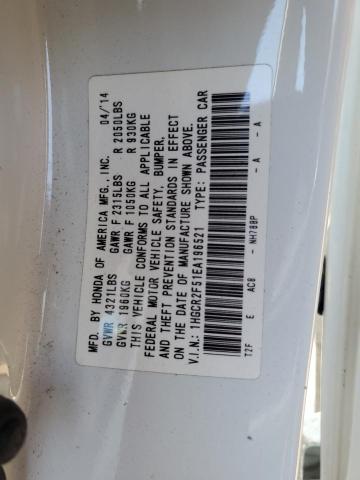 MFD. BY HONDA OF AMERICA MFG., INC. 04/'14
GVWR 4321LBS GAWR F 2315LBS R 2050LBS
GVWR 1960KG GAWR F 1050KG R 930KG
THIS VEHICLE CONFORMS TO ALL APPLICABLE
FEDERAL MOTOR VEHICLE SAFETY, BUMPER,
AND THEFT PREVENTION STANDARDS IN EFFECT
ON THE DATE OF MANUFACTURE SHOWN ABOVE.
V.I.N.: 1HGCR2F51EA196521 TYPE: PASSENGER CAR
T2F E AC8 - NH788P - A - A